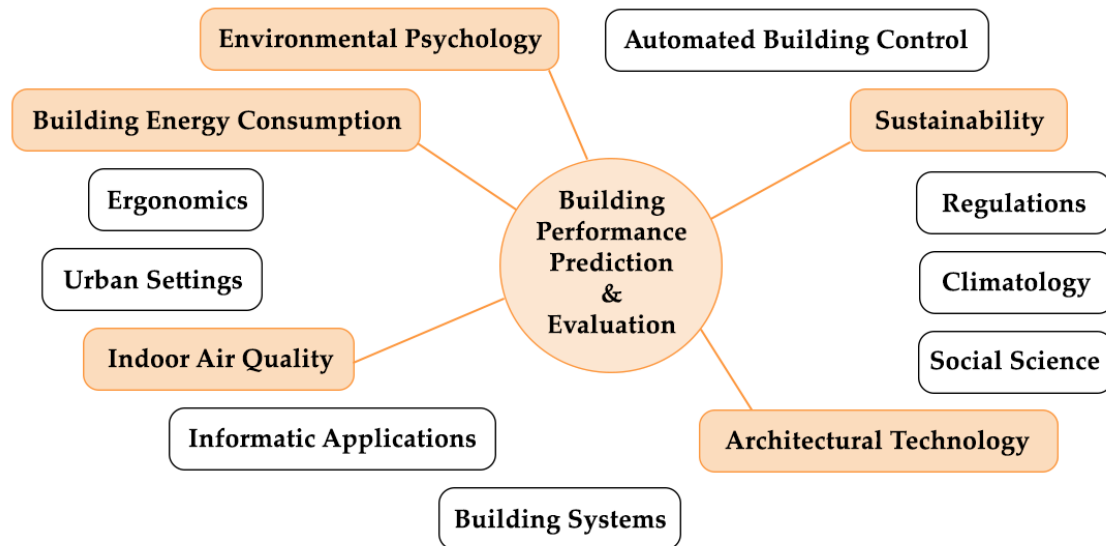 Environmental Psychology
Automated Building Control
Building Energy Consumption
Sustainability
Ergonomics
Building
Performance
Prediction
&
Evaluation
Regulations
Urban Settings
Climatology
Indoor Air Quality
Social Science
Informatic Applications
Architectural Technology
Building Systems